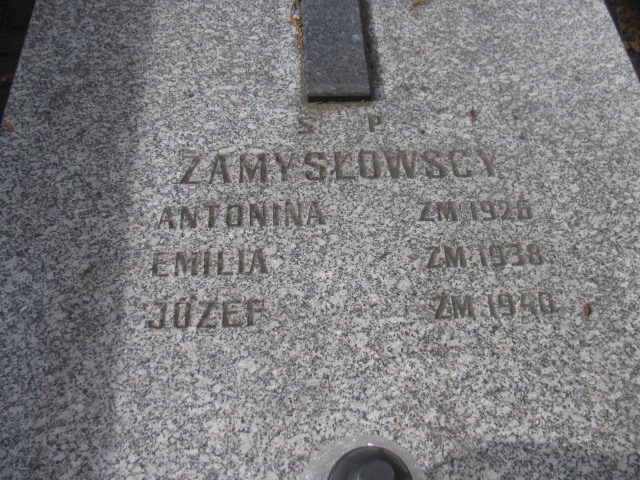 Ś P
ZAMYSŁOWSCY
ANTONINA ZM 1926
EMILIA ZM. 1938
JÓZEF ZM. 1940